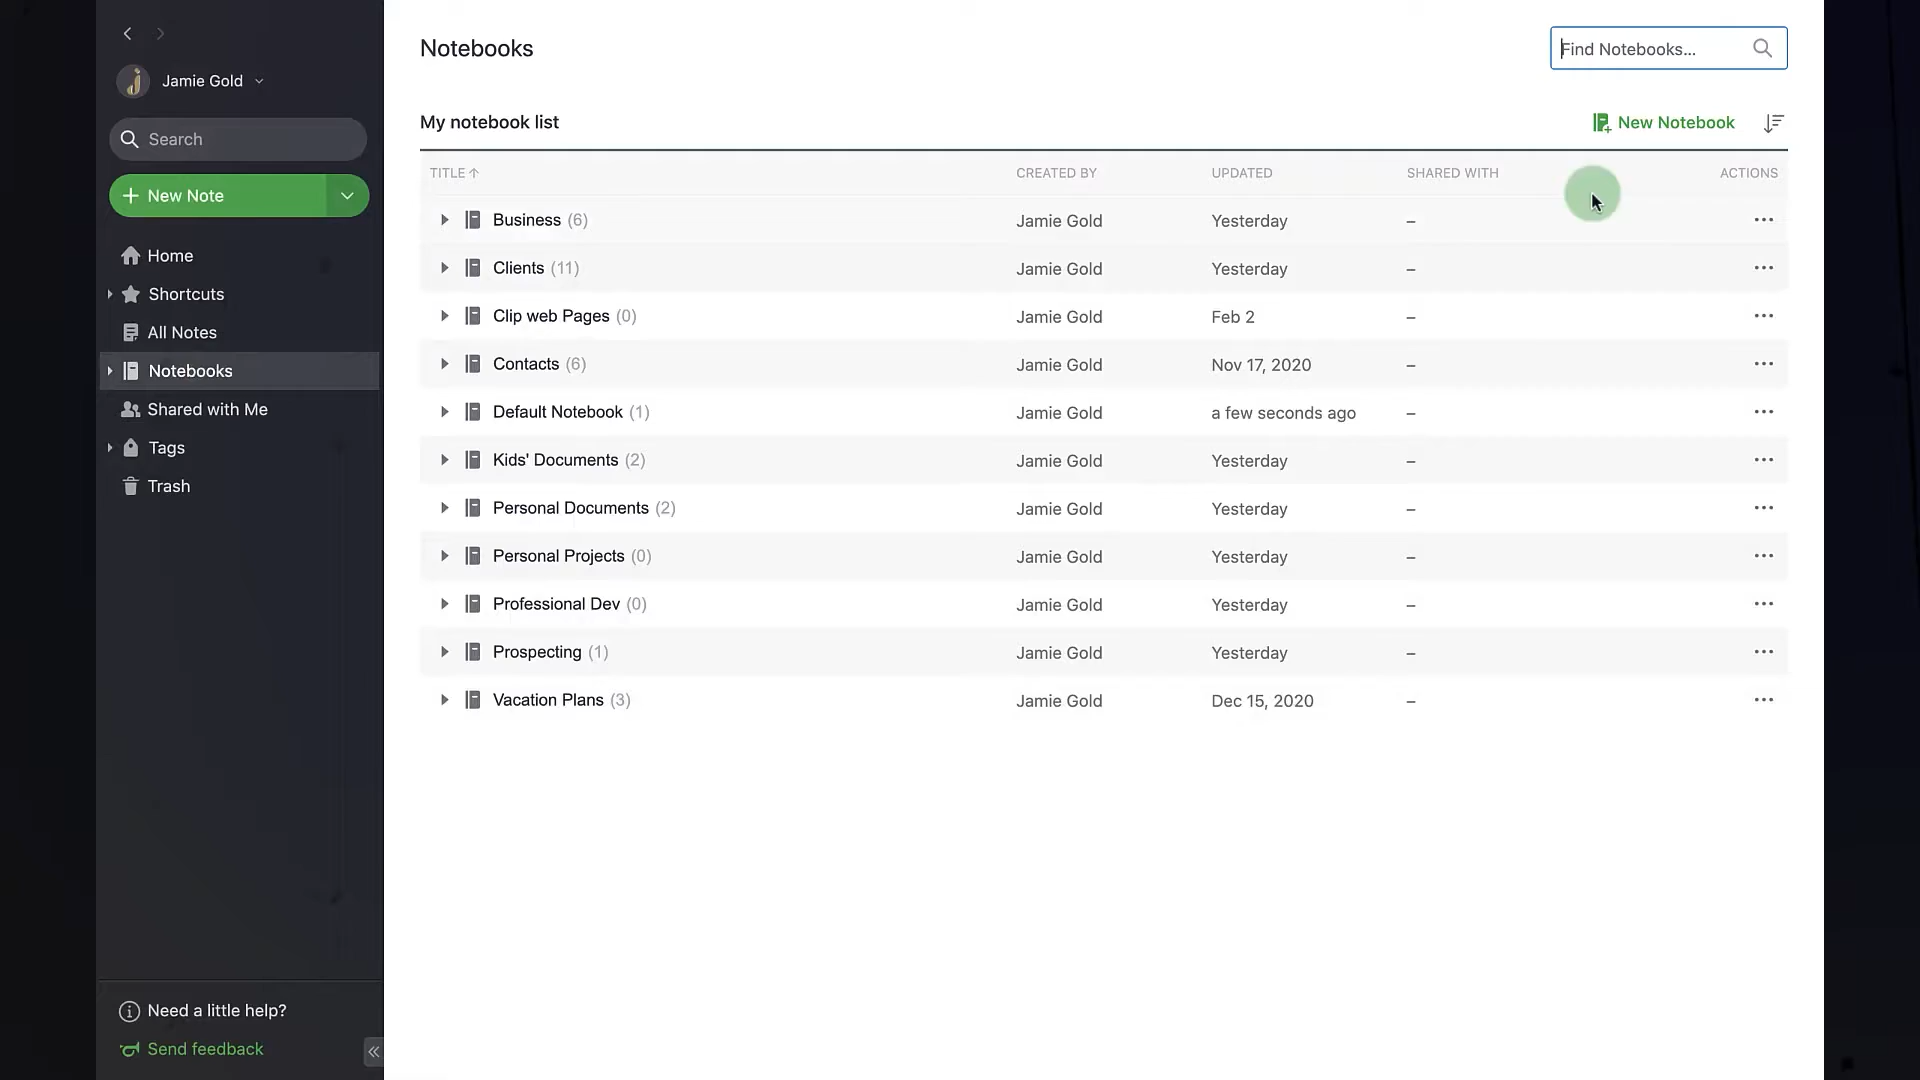 Jamie Gold
Search
New Note
Home
Shortcuts
All Notes
Notebooks
Shared with Me
Tags
Trash
Need a little help?
Send feedback
Notebooks
Find Notebooks...
My notebook list
New Notebook
TITLE ↑ CREATED BY UPDATED SHARED WITH ACTIONS
Business (6) Jamie Gold Yesterday –
Clients (11) Jamie Gold Yesterday –
Clip web Pages (0) Jamie Gold Feb 2 –
Contacts (6) Jamie Gold Nov 17, 2020 –
Default Notebook (1) Jamie Gold a few seconds ago –
Kids' Documents (2) Jamie Gold Yesterday –
Personal Documents (2) Jamie Gold Yesterday –
Personal Projects (0) Jamie Gold Yesterday –
Professional Dev (0) Jamie Gold Yesterday –
Prospecting (1) Jamie Gold Yesterday –
Vacation Plans (3) Jamie Gold Dec 15, 2020 –